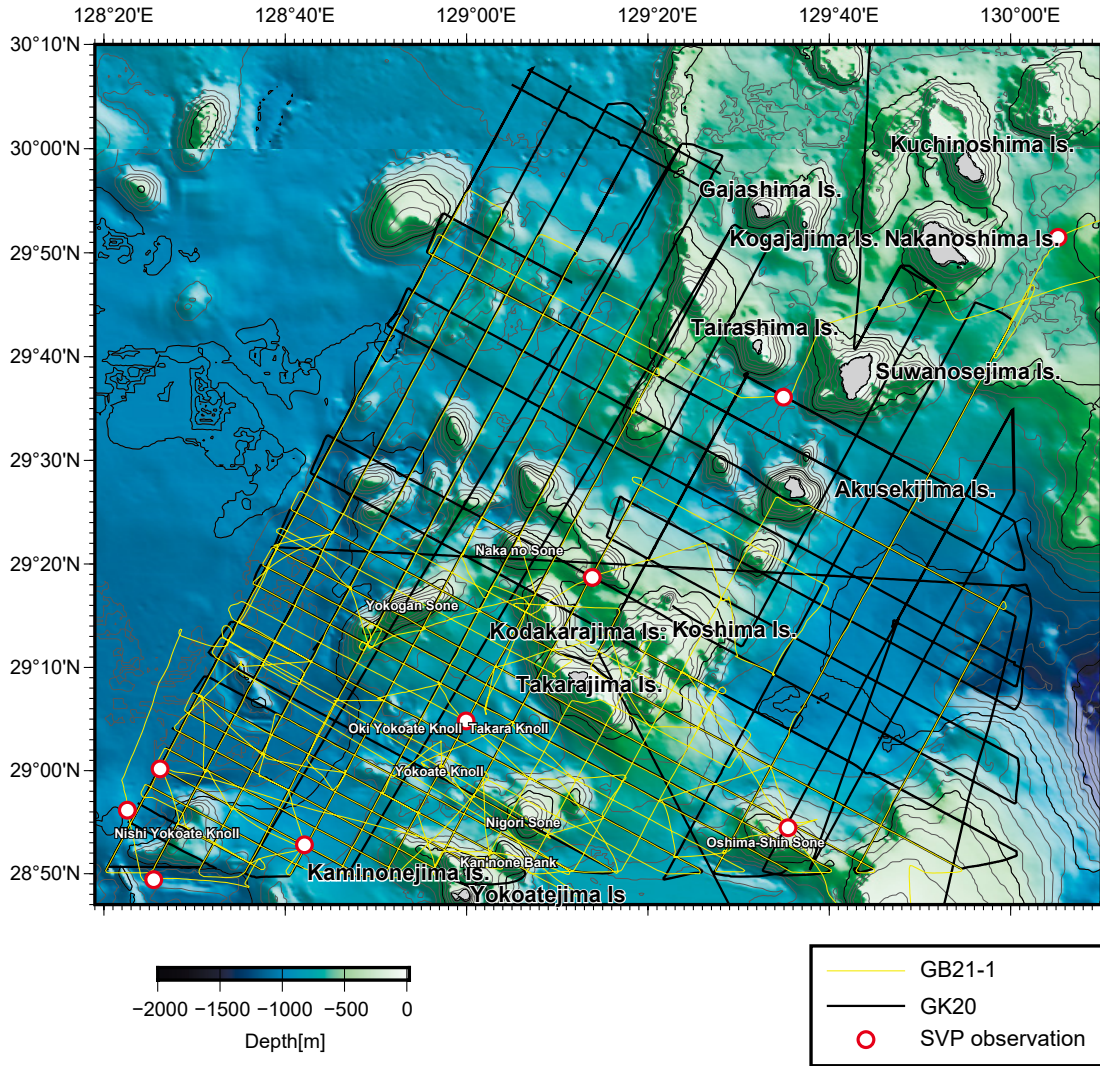 128°20'E 128°40'E 129°00'E 129°20'E 129°40'E 130°00'E
30°10'N
30°00'N
29°50'N
29°40'N
29°30'N
29°20'N
29°10'N
29°00'N
28°50'N
Kuchinoshima Is.
Gajashima Is.
Kogajajima Is. Nakanoshima Is.
Tairashima Is.
Suwanosejima Is.
Akusekijima Is.
Naka no Sone
Yokogan Sone
Kodakarajima Is. Koshima Is.
Takarajima Is.
Oki Yokoate Knoll Takara Knoll
Yokoate Knoll
Nigori Sone
Nishi Yokoate Knoll
Oshima-Shin Sone
Kan'none Bank
Kaminonejima Is.
Yokoatejima Is
−2000 −1500 −1000 −500 0
Depth[m]
GB21-1
GK20
SVP observation